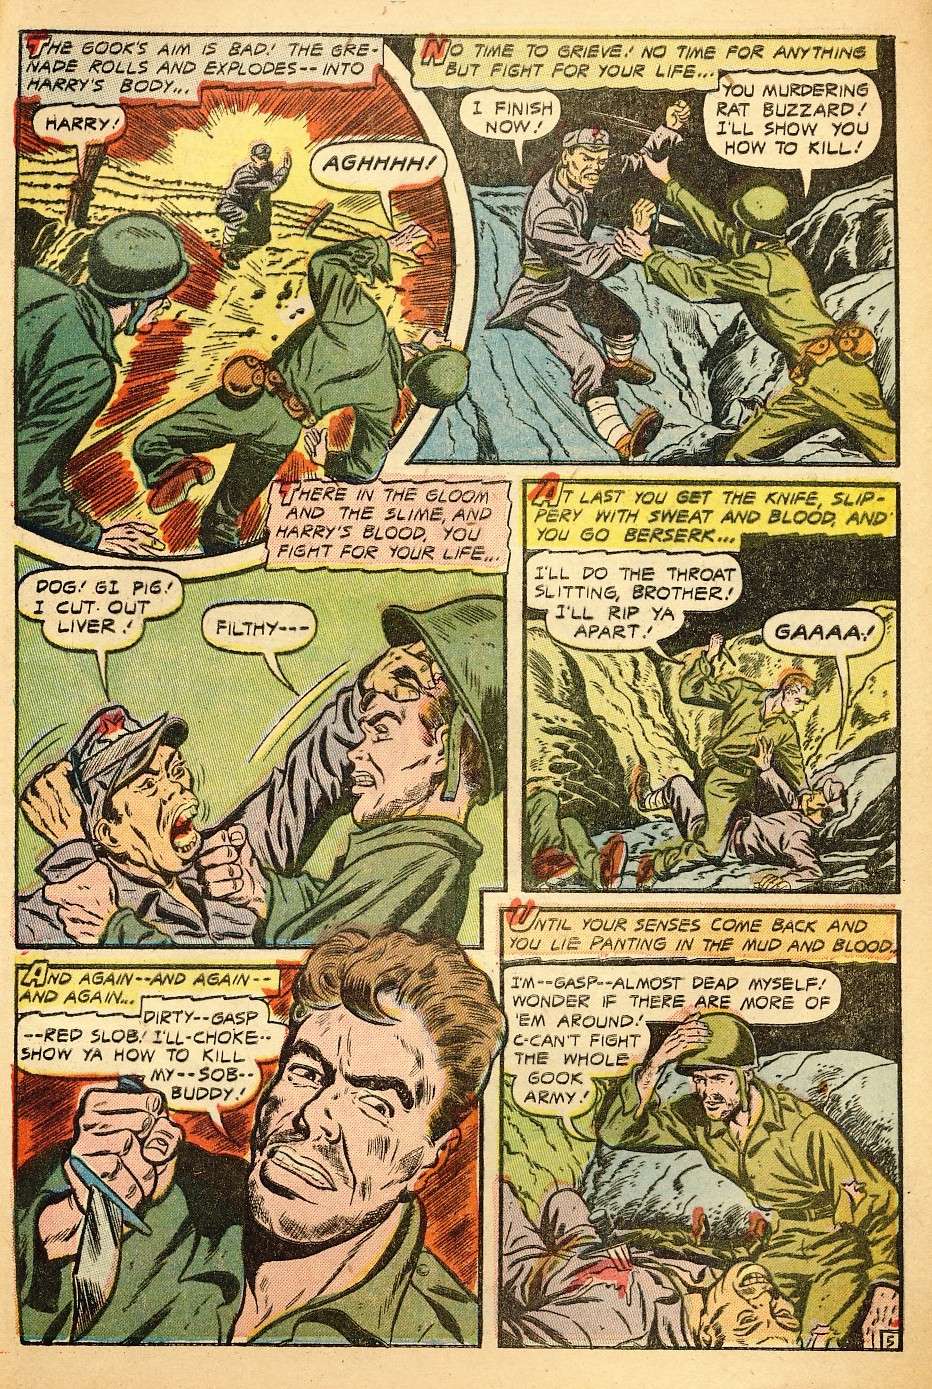 THE GOOK'S AIM IS BAD! THE GRE-
NADE ROLLS AND EXPLODES--INTO
HARRY'S BODY...
HARRY!
AGHHHH!
NO TIME TO GRIEVE! NO TIME FOR ANYTHING
BUT FIGHT FOR YOUR LIFE...
I FINISH
NOW!
YOU MURDERING
RAT BUZZARD!
I'LL SHOW YOU
HOW TO KILL!
THERE IN THE GLOOM
AND THE SLIME, AND
HARRY'S BLOOD, YOU
FIGHT FOR YOUR LIFE...
DOG! GI PIG!
I CUT OUT
LIVER!
FILTHY---
AT LAST YOU GET THE KNIFE, SLIP-
PERY WITH SWEAT AND BLOOD, AND
YOU GO BERSERK...
I'LL DO THE THROAT
SLITTING, BROTHER!
I'LL RIP YA
APART!
GAAAA!
AND AGAIN--AND AGAIN--
AND AGAIN...
DIRTY--GASP
--RED SLOB! I'LL-CHOKE--
SHOW YA HOW TO KILL
MY--SOB--
BUDDY!
UNTIL YOUR SENSES COME BACK AND
YOU LIE PANTING IN THE MUD AND BLOOD.
I'M--GASP--ALMOST DEAD MYSELF!
WONDER IF THERE ARE MORE OF
'EM AROUND!
C-CAN'T FIGHT
THE WHOLE
GOOK
ARMY!
5